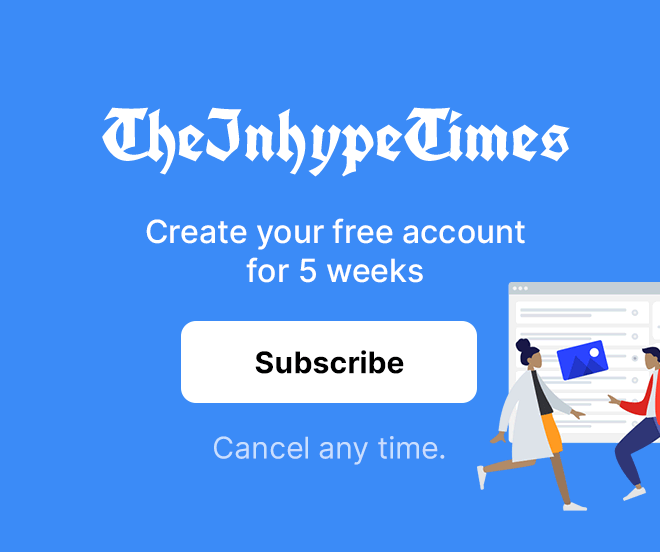 TheInhypeTimes
Create your free account
for 5 weeks
Subscribe
Cancel any time.